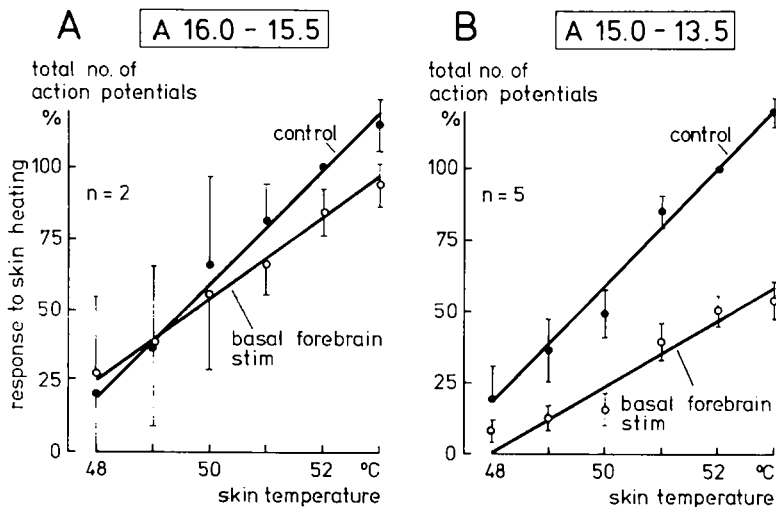 A
A 16.0 - 15.5
total no. of
action potentials
%
control
100
n = 2
75
50
basal forebrain
stim
25
0
response to skin heating
48
50
52
ºC
skin temperature
B
A 15.0 - 13.5
total no. of
action potentials
%
control
100
n = 5
75
50
25
basal forebrain
stim
0
48
50
52
ºC
skin temperature